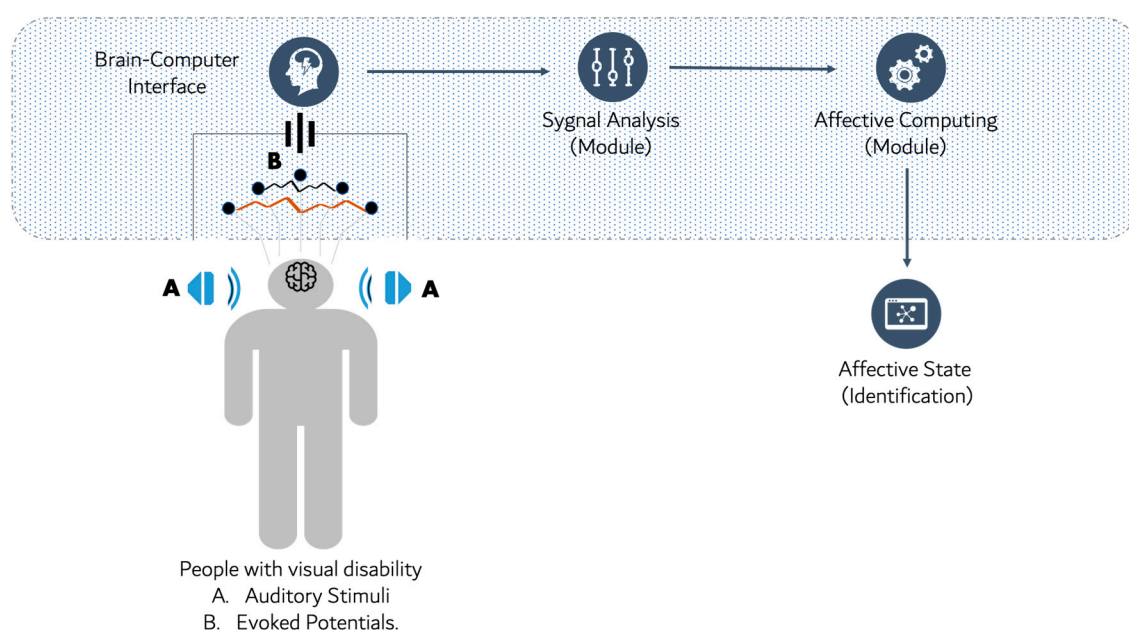 Brain-Computer
Interface
Sygnal Analysis
(Module)
Affective Computing
(Module)
B
A
A
Affective State
(Identification)
People with visual disability
A. Auditory Stimuli
B. Evoked Potentials.